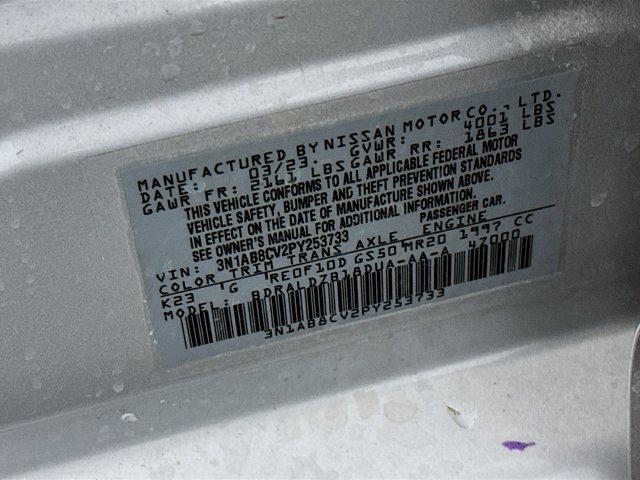 MANUFACTURED BY NISSAN MOTOR CO., LTD.
DATE: 03/23. GVWR: 4001 LBS
GAWR FR: 2161 LBS GAWR RR: 1863 LBS
THIS VEHICLE CONFORMS TO ALL APPLICABLE FEDERAL MOTOR
VEHICLE SAFETY, BUMPER AND THEFT PREVENTION STANDARDS
IN EFFECT ON THE DATE OF MANUFACTURE SHOWN ABOVE.
SEE OWNER'S MANUAL FOR ADDITIONAL INFORMATION.
VIN: 3N1AB8CV2PY253733 PASSENGER CAR.
COLOR TRIM TRANS AXLE ENGINE
K23 G RE0F10D GS50 MR20 1997 CC
MODEL: BDRALDZB18DUA-AA-A 47000
3N1AB8CV2PY253733